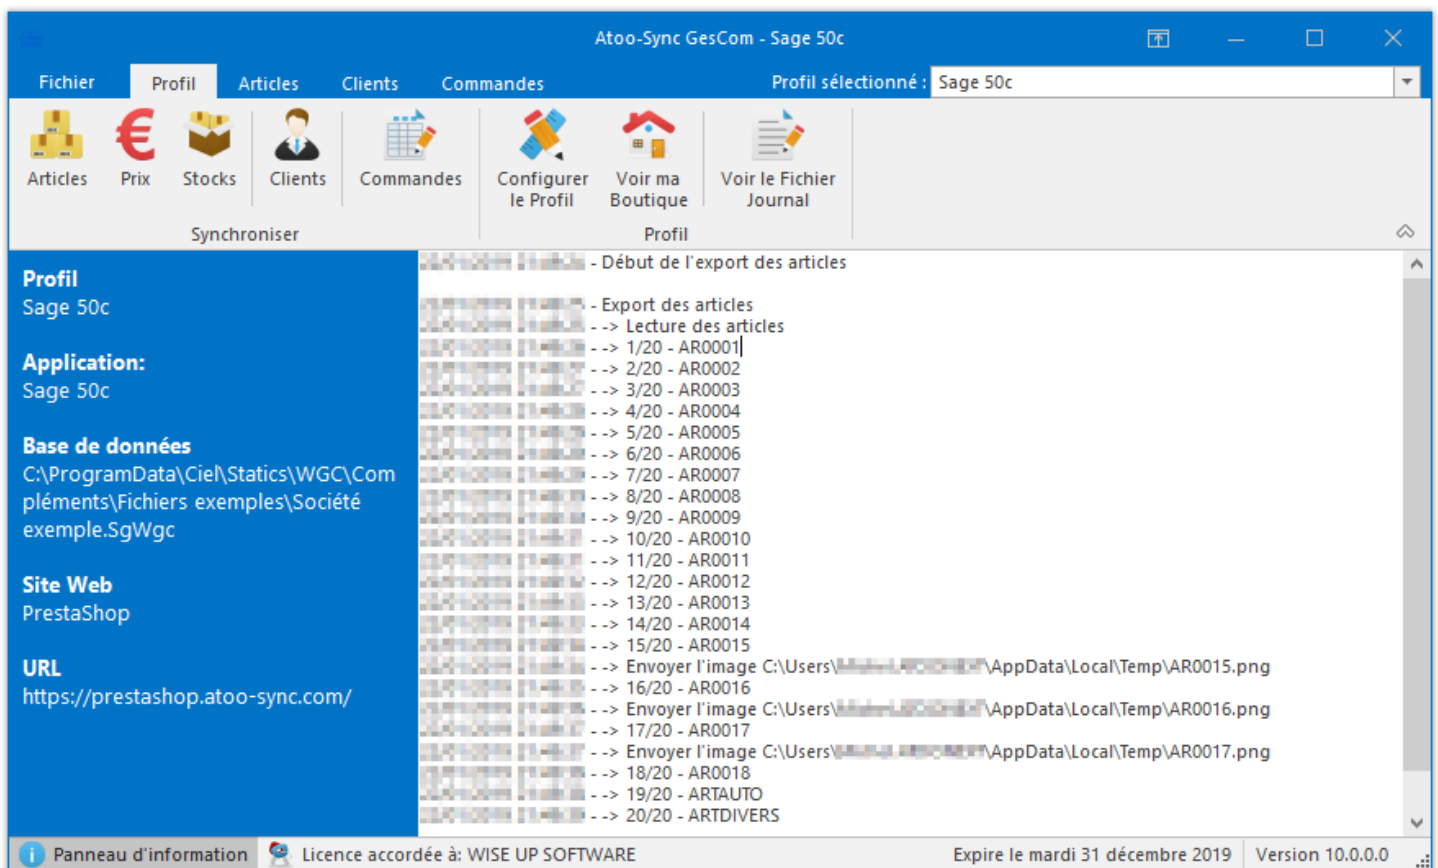 Atoo-Sync GesCom - Sage 50c
Fichier Profil Articles Clients Commandes Profil sélectionné : Sage 50c
Articles Prix Stocks Clients Commandes Configurer le Profil Voir ma Boutique Voir le Fichier Journal
Synchroniser Profil
Profil
Sage 50c
Application:
Sage 50c
Base de données
C:\ProgramData\Ciel\Statics\WGC\Com
pléments\Fichiers exemples\Société
exemple.SgWgc
Site Web
PrestaShop
URL
https://prestashop.atoo-sync.com/
- Début de l'export des articles
- Export des articles
- --> Lecture des articles
- --> 1/20 - AR0001
- --> 2/20 - AR0002
- --> 3/20 - AR0003
- --> 4/20 - AR0004
- --> 5/20 - AR0005
- --> 6/20 - AR0006
- --> 7/20 - AR0007
- --> 8/20 - AR0008
- --> 9/20 - AR0009
- --> 10/20 - AR0010
- --> 11/20 - AR0011
- --> 12/20 - AR0012
- --> 13/20 - AR0013
- --> 14/20 - AR0014
- --> 15/20 - AR0015
- --> Envoyer l'image C:\Users\ \AppData\Local\Temp\AR0015.png
- --> 16/20 - AR0016
- --> Envoyer l'image C:\Users\ \AppData\Local\Temp\AR0016.png
- --> 17/20 - AR0017
- --> Envoyer l'image C:\Users\ \AppData\Local\Temp\AR0017.png
- --> 18/20 - AR0018
- --> 19/20 - ARTAUTO
- --> 20/20 - ARTDIVERS
Panneau d'information Licence accordée à: WISE UP SOFTWARE Expire le mardi 31 décembre 2019 Version 10.0.0.0